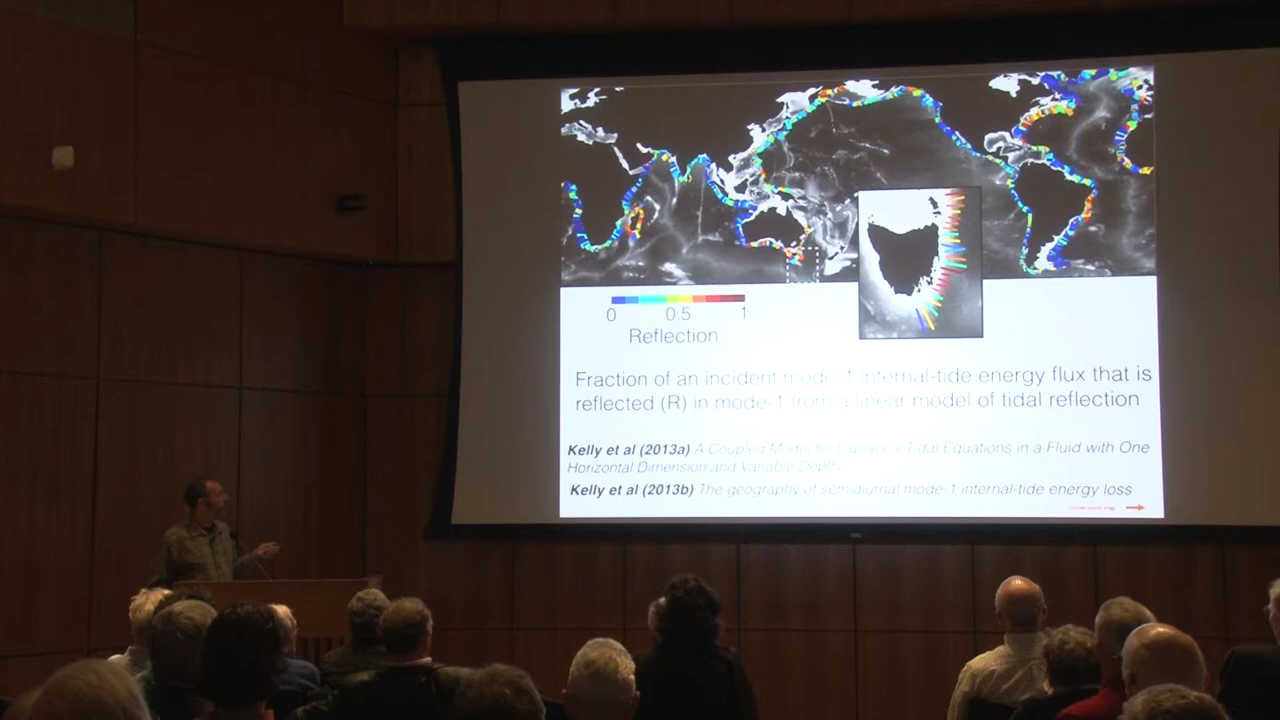 0 0.5 1
Reflection
Fraction of an incident mode-1 internal-tide energy flux that is
reflected (R) in mode-1 from a linear model of tidal reflection
Kelly et al (2013a) A Coupled Model for Laplace's Tidal Equations in a Fluid with One
Horizontal Dimension and Variable Depth
Kelly et al (2013b) The geography of semidiurnal mode-1 internal-tide energy loss